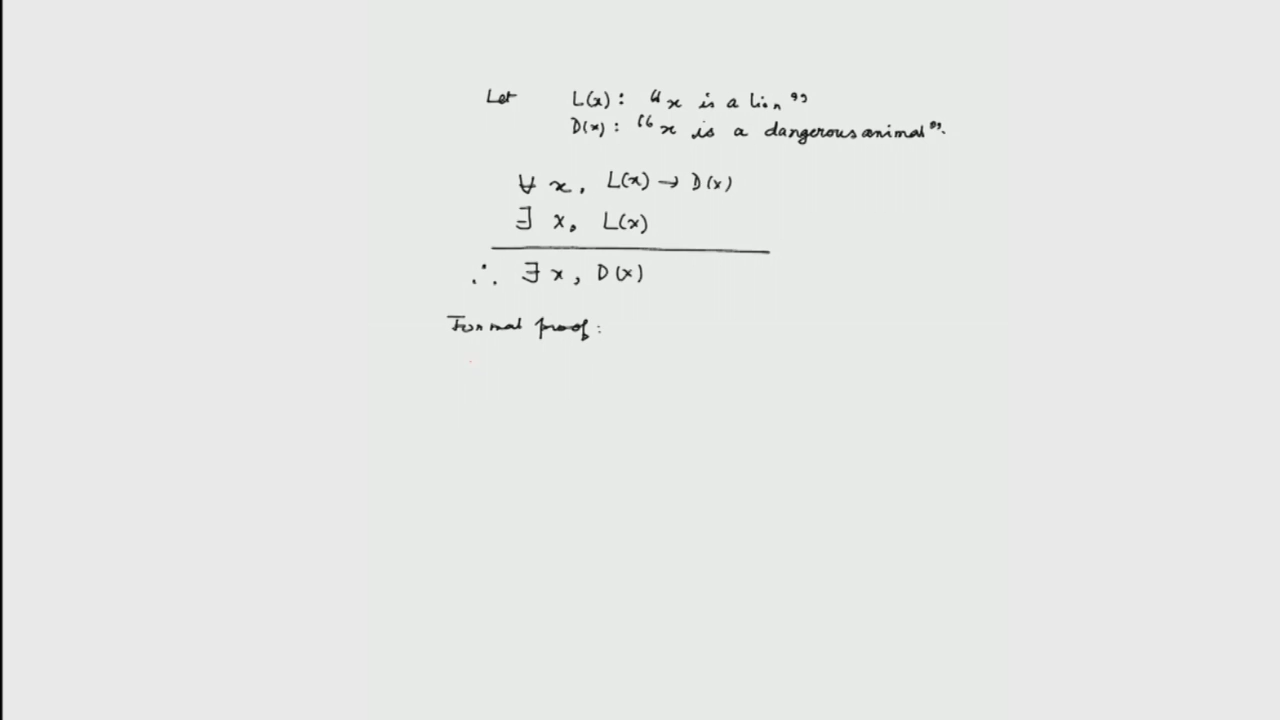 Let L(x) : “x is a lion”
D(x) : “x is a dangerous animal”.
∀ x, L(x) → D(x)
∃ x, L(x)
∴ ∃ x, D(x)
Formal proof :